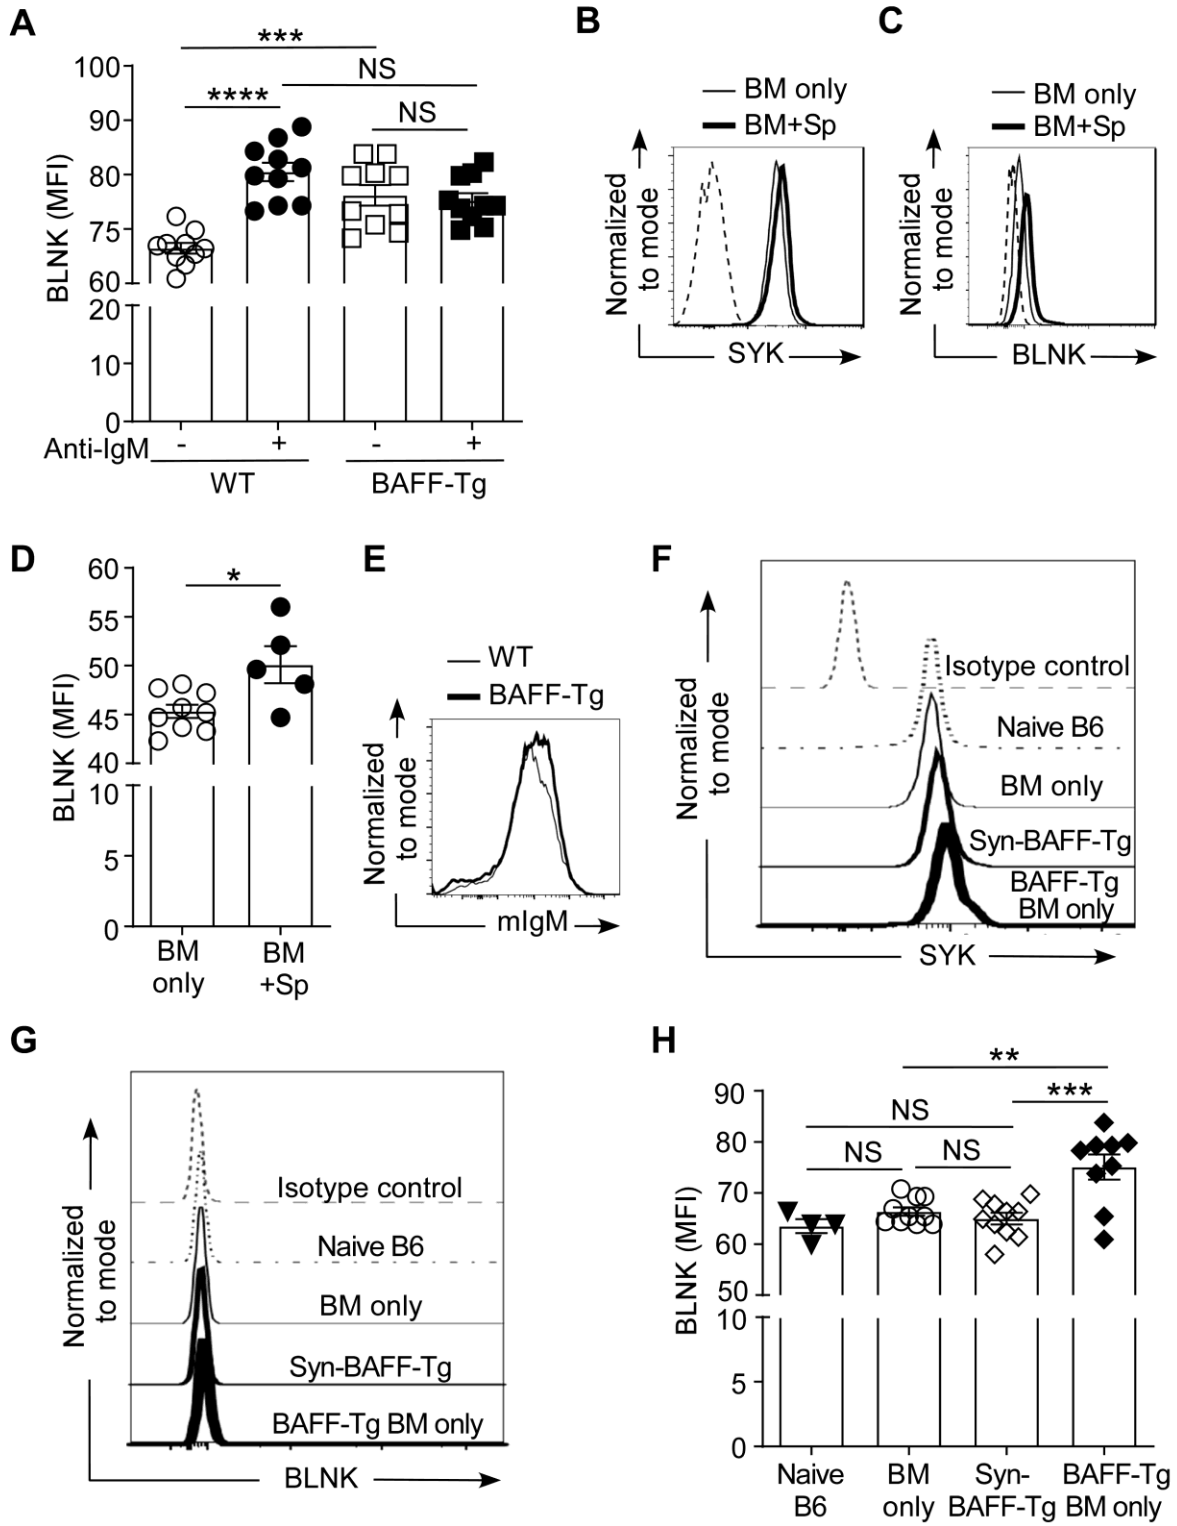 A
***
NS
****
NS
100
90
80
75
60
20
10
0
BLNK (MFI)
Anti-IgM
-
+
-
+
WT
BAFF-Tg
B
BM only
BM+Sp
Normalized
to mode
SYK
C
BM only
BM+Sp
Normalized
to mode
BLNK
D
*
60
55
50
45
40
10
5
0
BLNK (MFI)
BM
only
BM
+Sp
E
WT
BAFF-Tg
Normalized
to mode
mIgM
F
Isotype control
Naive B6
BM only
Syn-BAFF-Tg
BAFF-Tg
BM only
Normalized
to mode
SYK
G
Isotype control
Naive B6
BM only
Syn-BAFF-Tg
BAFF-Tg BM only
Normalized
to mode
BLNK
H
**
***
NS
NS
NS
90
80
70
60
50
10
5
0
BLNK (MFI)
Naive
B6
BM
only
Syn-
BAFF-Tg
BAFF-Tg
BM only